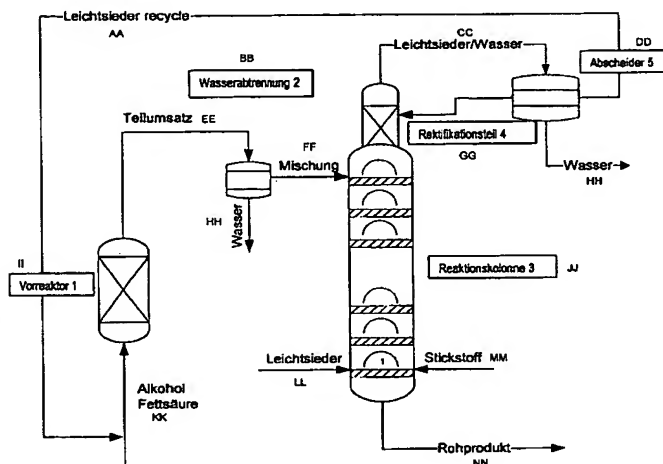 Leichtsieder recycle
AA
BB
Wasserabtrennung 2
CC
Leichtsieder/Wasser
DD
Abscheider 5
Teilumsatz EE
FF
Mischung
Rektifikationsteil 4
GG
Wasser
HH
HH
Wasser
II
Vorreaktor 1
Reaktionskolonne 3 JJ
Alkohol
Fettsäure
KK
Leichtsieder
LL
1
Stickstoff MM
Rohprodukt
NN